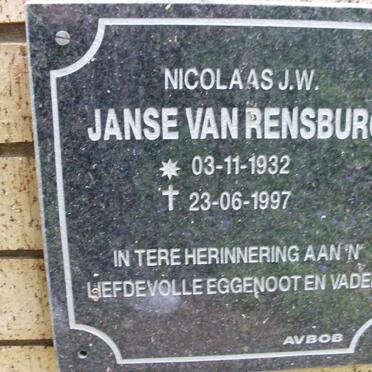 NICOLAAS J.W.
JANSE VAN RENSBURG
03-11-1932
23-06-1997
IN TERE HERINNERING AAN 'N
LIEFDEVOLLE EGGENOOT EN VADER
AVBOB